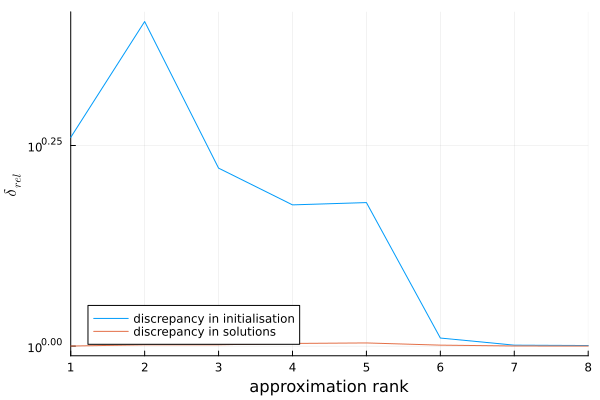 δ_rel
10^0.25
10^0.00
discrepancy in initialisation
discrepancy in solutions
1 2 3 4 5 6 7 8
approximation rank